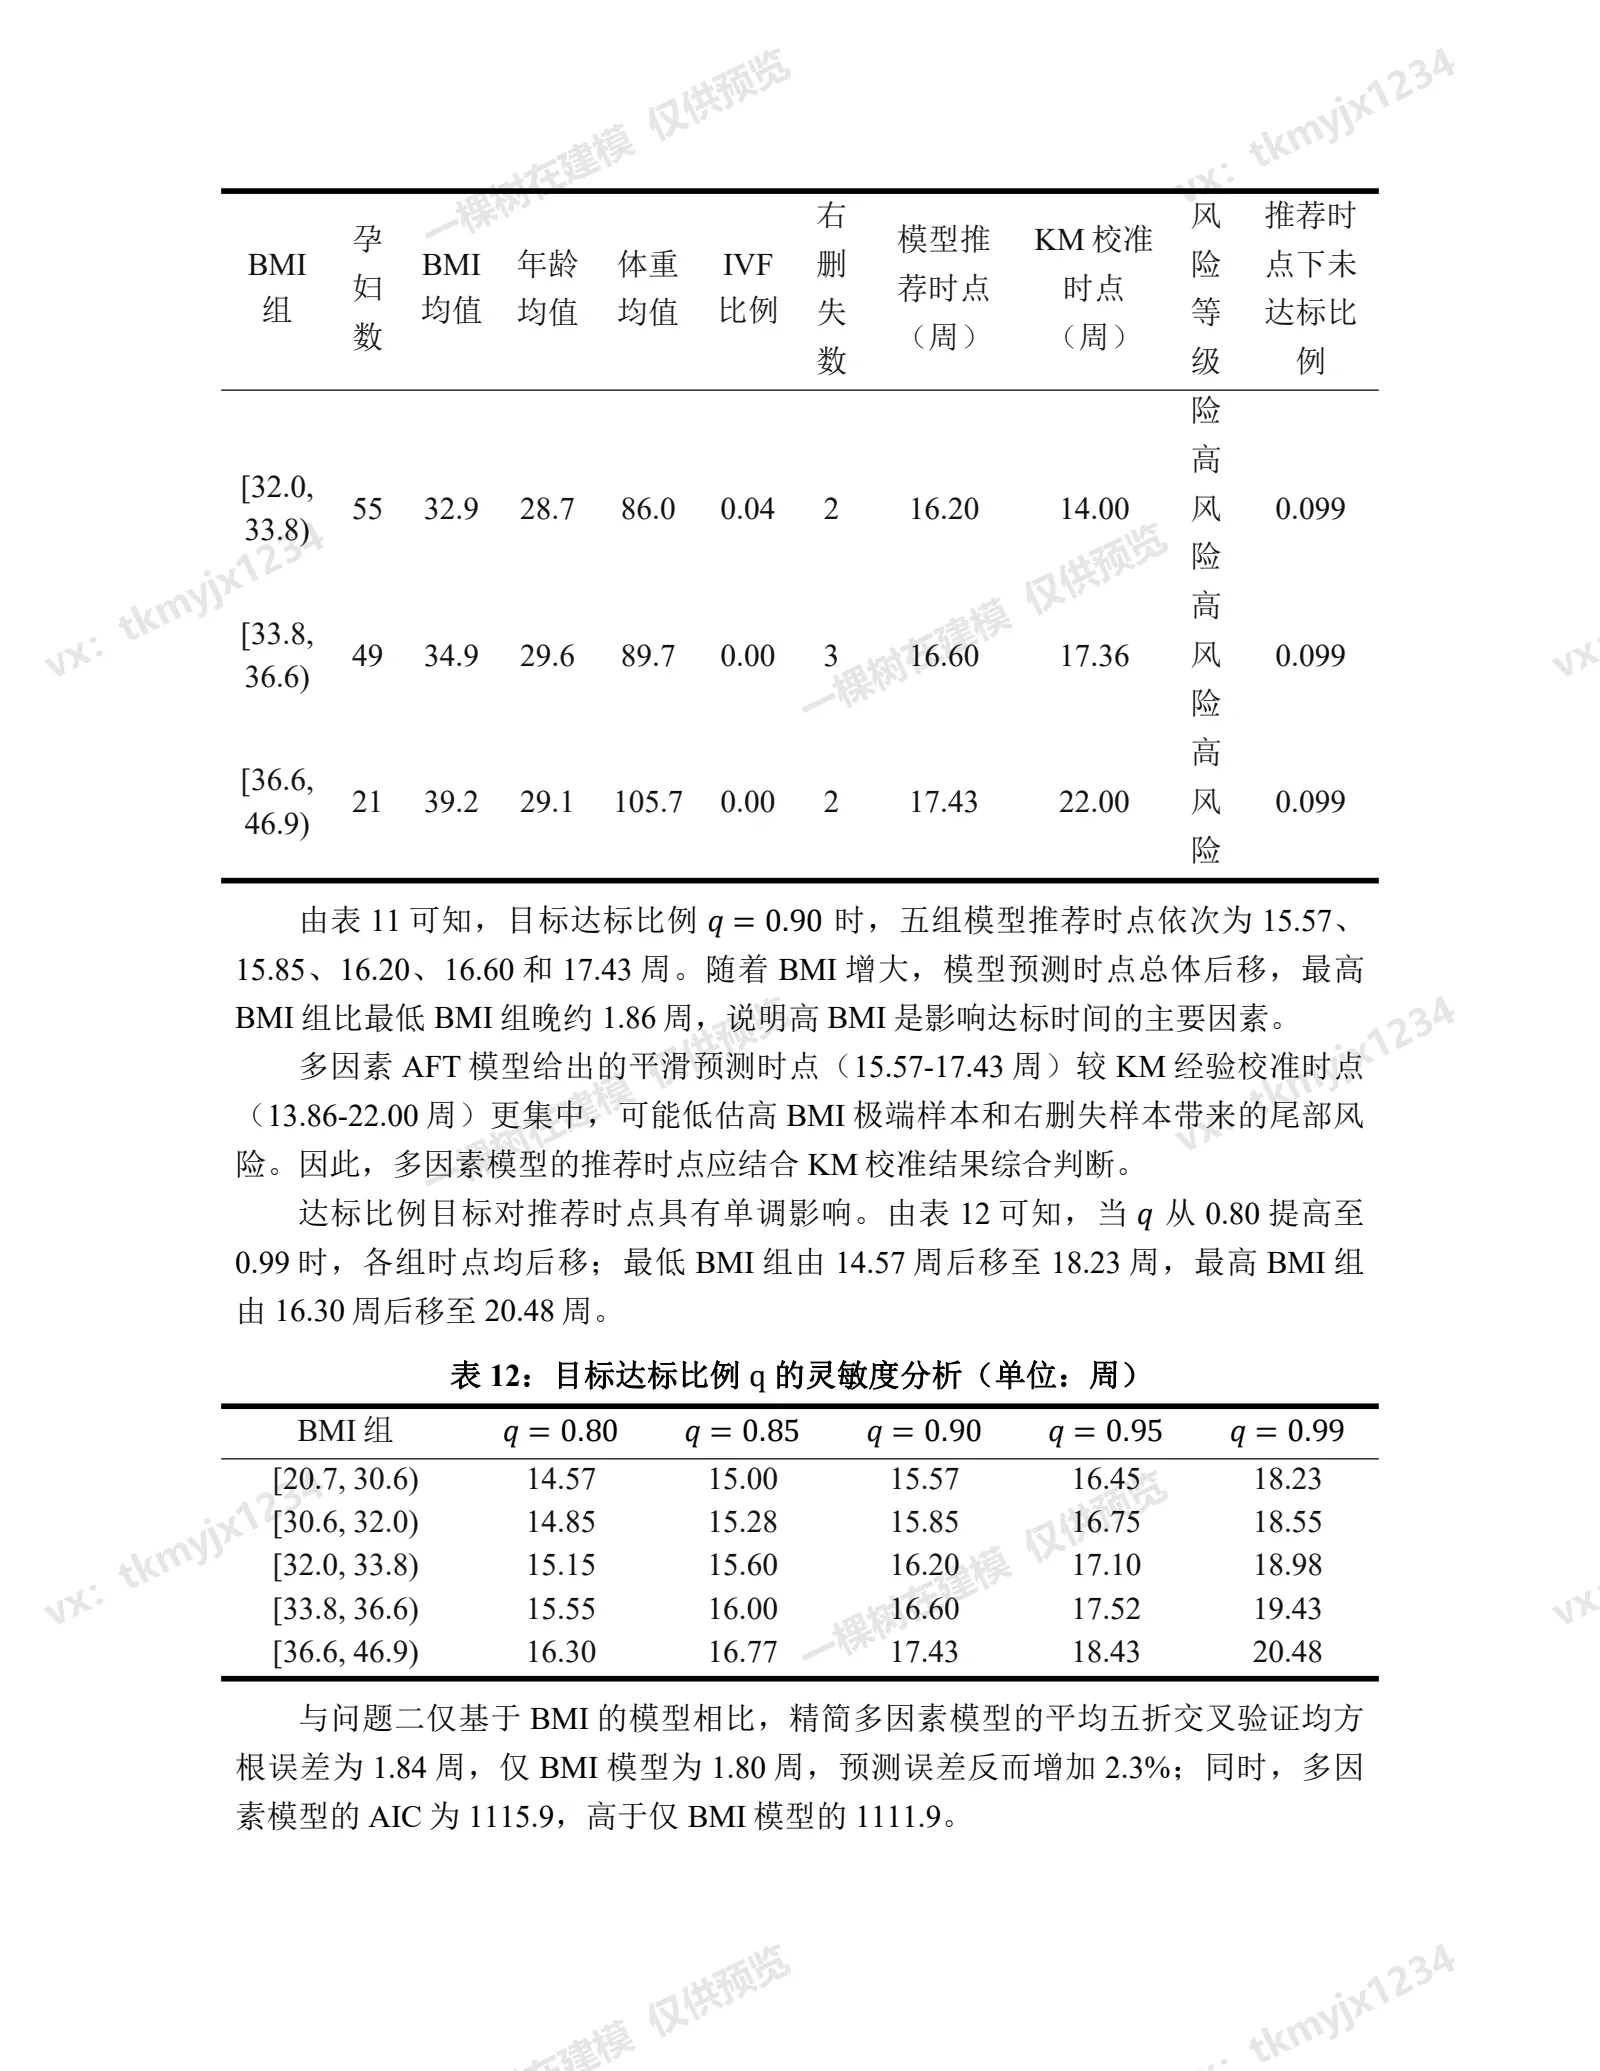 一棵树在建模 仅供预览
vx: tkmyjx1234
BMI组 孕妇数 BMI均值 年龄均值 体重均值 IVF比例 右删失数 模型推荐时点（周） KM校准时点（周） 风险等级 推荐时点下未达标比例
险
[32.0, 33.8) 55 32.9 28.7 86.0 0.04 2 16.20 14.00 高风险 0.099
[33.8, 36.6) 49 34.9 29.6 89.7 0.00 3 16.60 17.36 高风险 0.099
[36.6, 46.9) 21 39.2 29.1 105.7 0.00 2 17.43 22.00 高风险 0.099
由表 11 可知，目标达标比例 q = 0.90 时，五组模型推荐时点依次为 15.57、
15.85、16.20、16.60 和 17.43 周。随着 BMI 增大，模型预测时点总体后移，最高
BMI 组比最低 BMI 组晚约 1.86 周，说明高 BMI 是影响达标时间的主要因素。
多因素 AFT 模型给出的平滑预测时点（15.57-17.43 周）较 KM 经验校准时点
（13.86-22.00 周）更集中，可能低估高 BMI 极端样本和右删失样本带来的尾部风
险。因此，多因素模型的推荐时点应结合 KM 校准结果综合判断。
达标比例目标对推荐时点具有单调影响。由表 12 可知，当 q 从 0.80 提高至
0.99 时，各组时点均后移；最低 BMI 组由 14.57 周后移至 18.23 周，最高 BMI 组
由 16.30 周后移至 20.48 周。
表 12：目标达标比例 q 的灵敏度分析（单位：周）
BMI 组 q = 0.80 q = 0.85 q = 0.90 q = 0.95 q = 0.99
[20.7, 30.6) 14.57 15.00 15.57 16.45 18.23
[30.6, 32.0) 14.85 15.28 15.85 16.75 18.55
[32.0, 33.8) 15.15 15.60 16.20 17.10 18.98
[33.8, 36.6) 15.55 16.00 16.60 17.52 19.43
[36.6, 46.9) 16.30 16.77 17.43 18.43 20.48
与问题二仅基于 BMI 的模型相比，精简多因素模型的平均五折交叉验证均方
根误差为 1.84 周，仅 BMI 模型为 1.80 周，预测误差反而增加 2.3%；同时，多因
素模型的 AIC 为 1115.9，高于仅 BMI 模型的 1111.9。